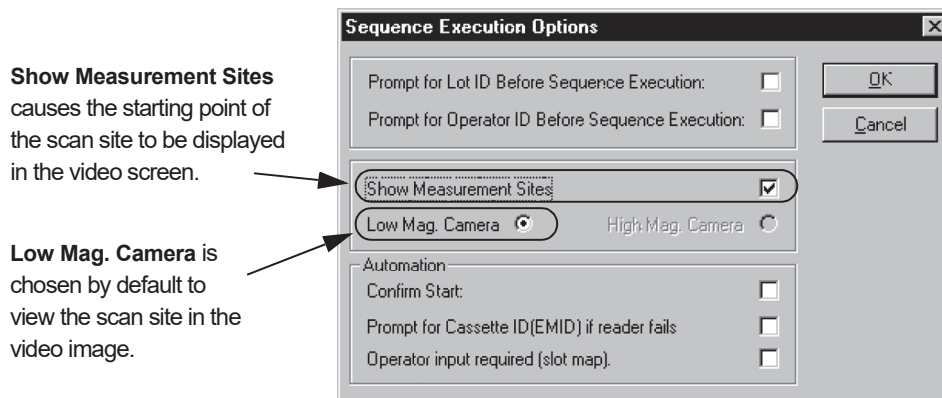 Show Measurement Sites
causes the starting point of
the scan site to be displayed
in the video screen.
Low Mag. Camera is
chosen by default to
view the scan site in the
video image.
Sequence Execution Options
Prompt for Lot ID Before Sequence Execution:
Prompt for Operator ID Before Sequence Execution:
OK
Cancel
Show Measurement Sites
Low Mag. Camera
High Mag. Camera
Automation
Confirm Start:
Prompt for Cassette ID(EMID) if reader fails
Operator input required (slot map).